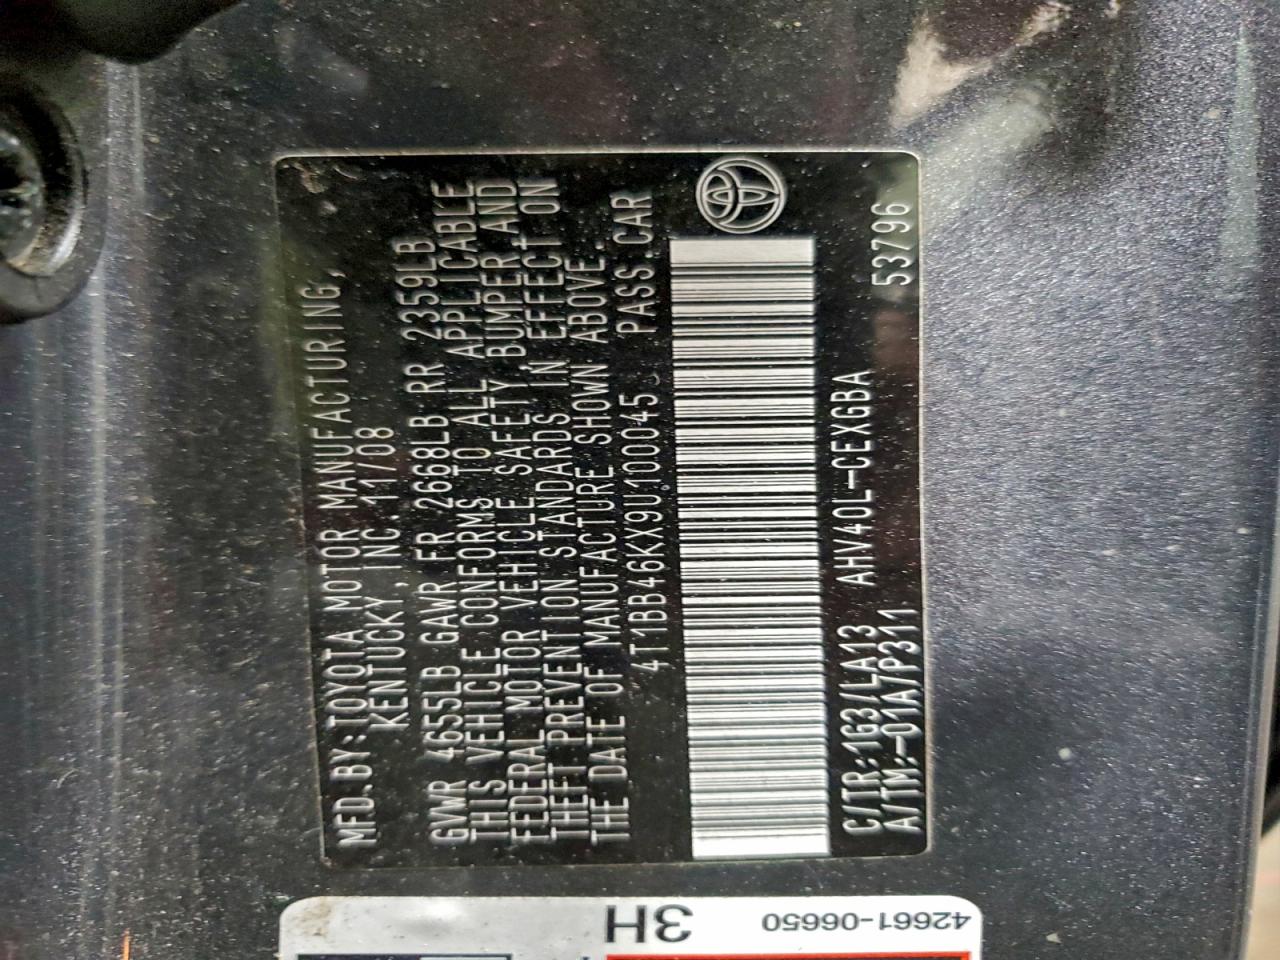 MFD.BY:TOYOTA MOTOR MANUFACTURING,
KENTUCKY,INC 11/08
GVWR 4655LB GAWR FR 2668LB RR 2359LB
THIS VEHICLE CONFORMS TO ALL APPLICABLE
FEDERAL MOTOR VEHICLE SAFETY,BUMPER,AND
THEFT PREVENTION STANDARDS IN EFFECT ON
THE DATE OF MANUFACTURE SHOWN ABOVE.
4T1BB46KX9U100045 PASS.CAR
C/TR:1G3/LA13 AHV40L-CEXGBA
A/TM:-01A/P311 53796
3H 42661-06650